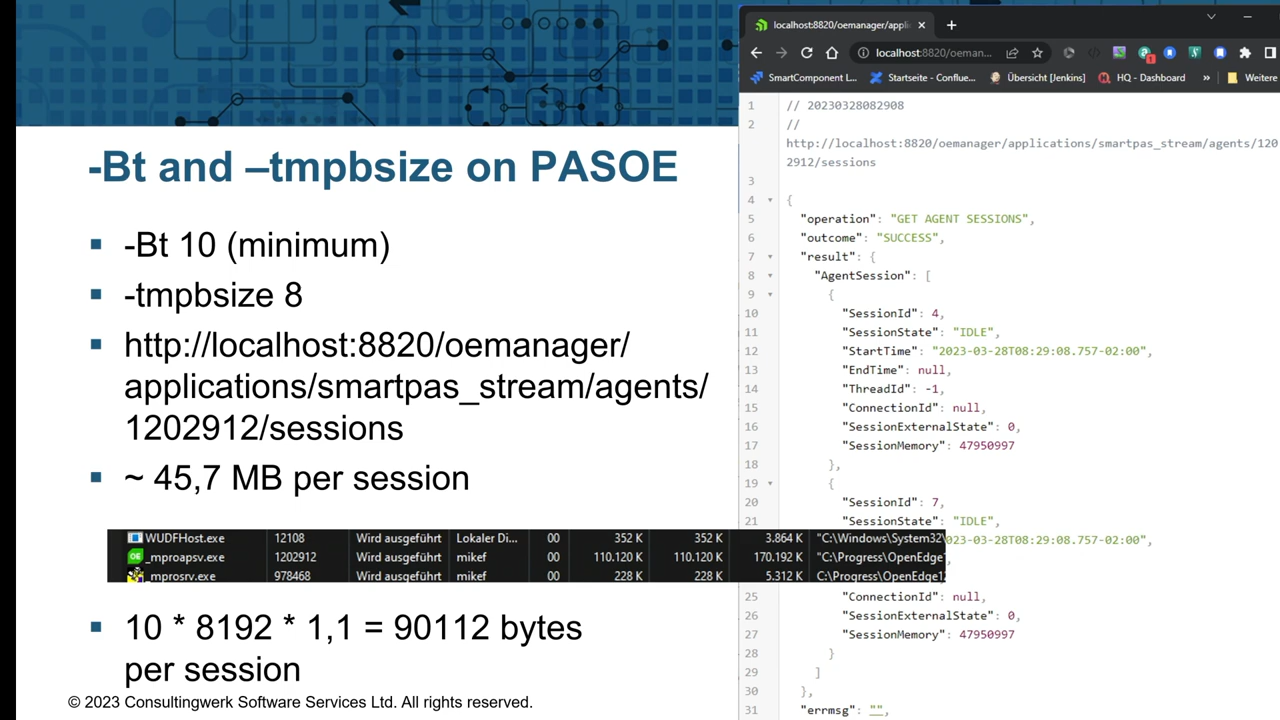 -Bt and –tmpbsize on PASOE
-Bt 10 (minimum)
-tmpbsize 8
http://localhost:8820/oemanager/
applications/smartpas_stream/agents/
1202912/sessions
~ 45,7 MB per session
WUDFHost.exe 12108 Wird ausgeführt Lokaler Di... 00 352 K 352 K 3.864 K "C:\Windows\System32\
_mproapsv.exe 1202912 Wird ausgeführt mikef 00 110.120 K 110.120 K 170.192 K "C:\Progress\OpenEdge
_mprosrv.exe 978468 Wird ausgeführt mikef 00 228 K 228 K 5.312 K C:\Progress\OpenEdge1
10 * 8192 * 1,1 = 90112 bytes
per session
© 2023 Consultingwerk Software Services Ltd. All rights reserved.
localhost:8820/oemanager/appli
localhost:8820/oeman...
SmartComponent L... Startseite - Conflue... Übersicht [Jenkins] HQ - Dashboard » Weitere
1 // 20230328082908
2 //
http://localhost:8820/oemanager/applications/smartpas_stream/agents/120
2912/sessions
3
4 {
5 "operation": "GET AGENT SESSIONS",
6 "outcome": "SUCCESS",
7 "result": {
8 "AgentSession": [
9 {
10 "SessionId": 4,
11 "SessionState": "IDLE",
12 "StartTime": "2023-03-28T08:29:08.757-02:00",
13 "EndTime": null,
14 "ThreadId": -1,
15 "ConnectionId": null,
16 "SessionExternalState": 0,
17 "SessionMemory": 47950997
18 },
19 {
20 "SessionId": 7,
21 "SessionState": "IDLE",
023-03-28T08:29:08.757-02:00",
25 "ConnectionId": null,
26 "SessionExternalState": 0,
27 "SessionMemory": 47950997
28 }
29 ]
30 },
31 "errmsg": "",